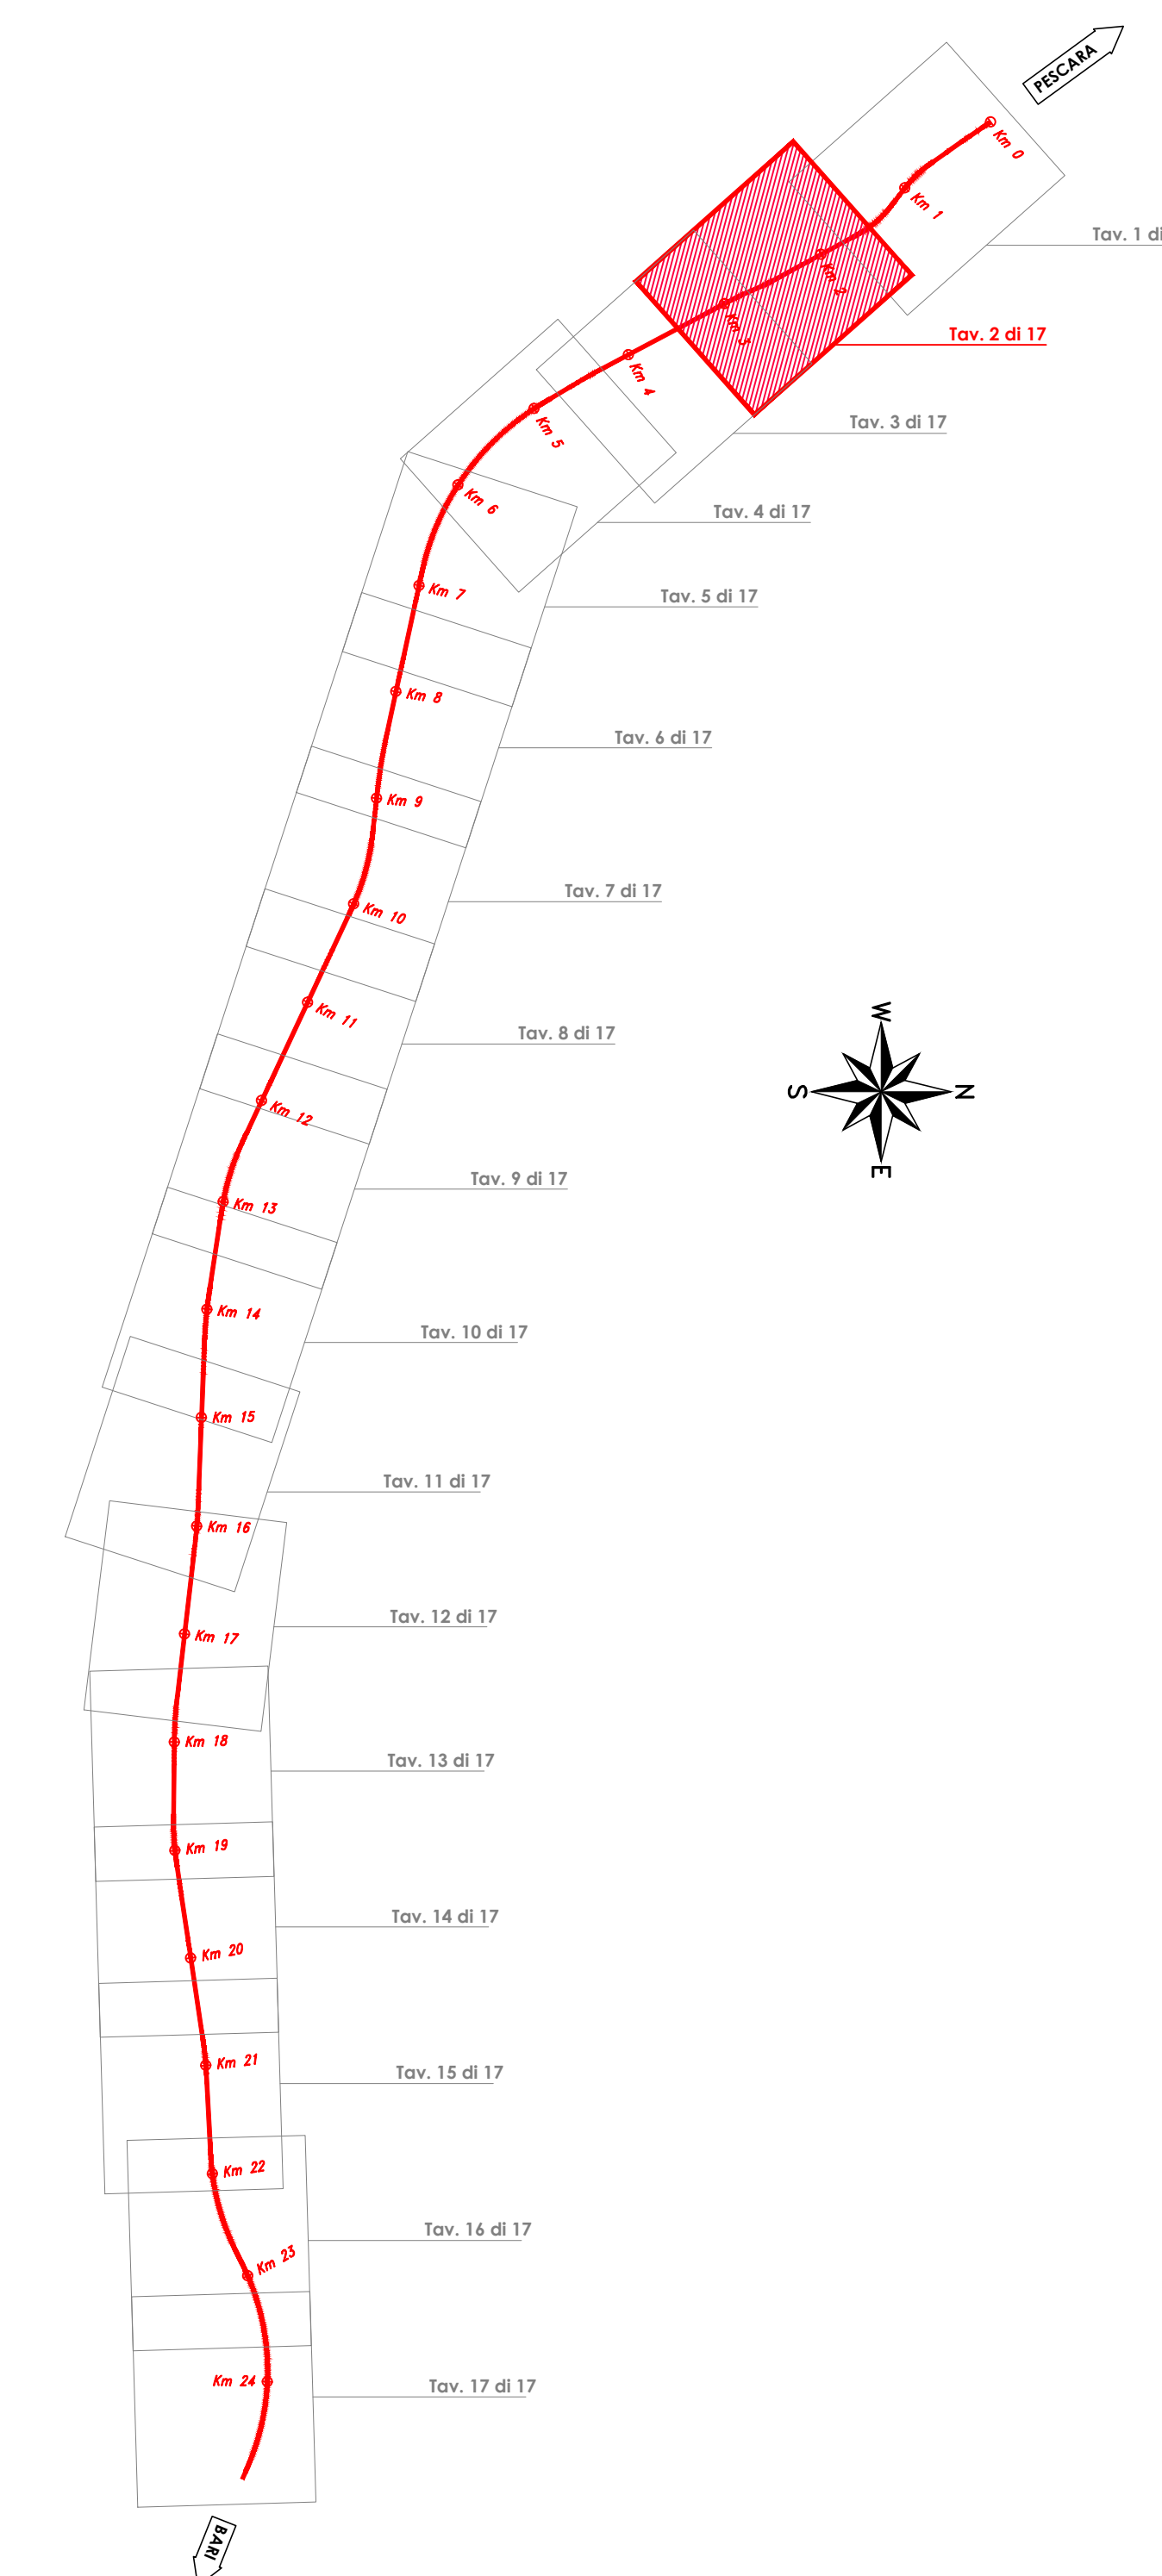 PESCARA
Km 0
Km 1
Tav. 1 di
Km 2
Km 3
Tav. 2 di 17
Km 4
Km 5
Tav. 3 di 17
Km 6
Tav. 4 di 17
Km 7
Tav. 5 di 17
Km 8
Tav. 6 di 17
Km 9
Tav. 7 di 17
Km 10
Km 11
W
Tav. 8 di 17
S
N
Km 12
E
Tav. 9 di 17
Km 13
Km 14
Tav. 10 di 17
Km 15
Tav. 11 di 17
Km 16
Tav. 12 di 17
Km 17
Km 18
Tav. 13 di 17
Km 19
Tav. 14 di 17
Km 20
Km 21
Tav. 15 di 17
Km 22
Tav. 16 di 17
Km 23
Km 24
Tav. 17 di 17
BARI